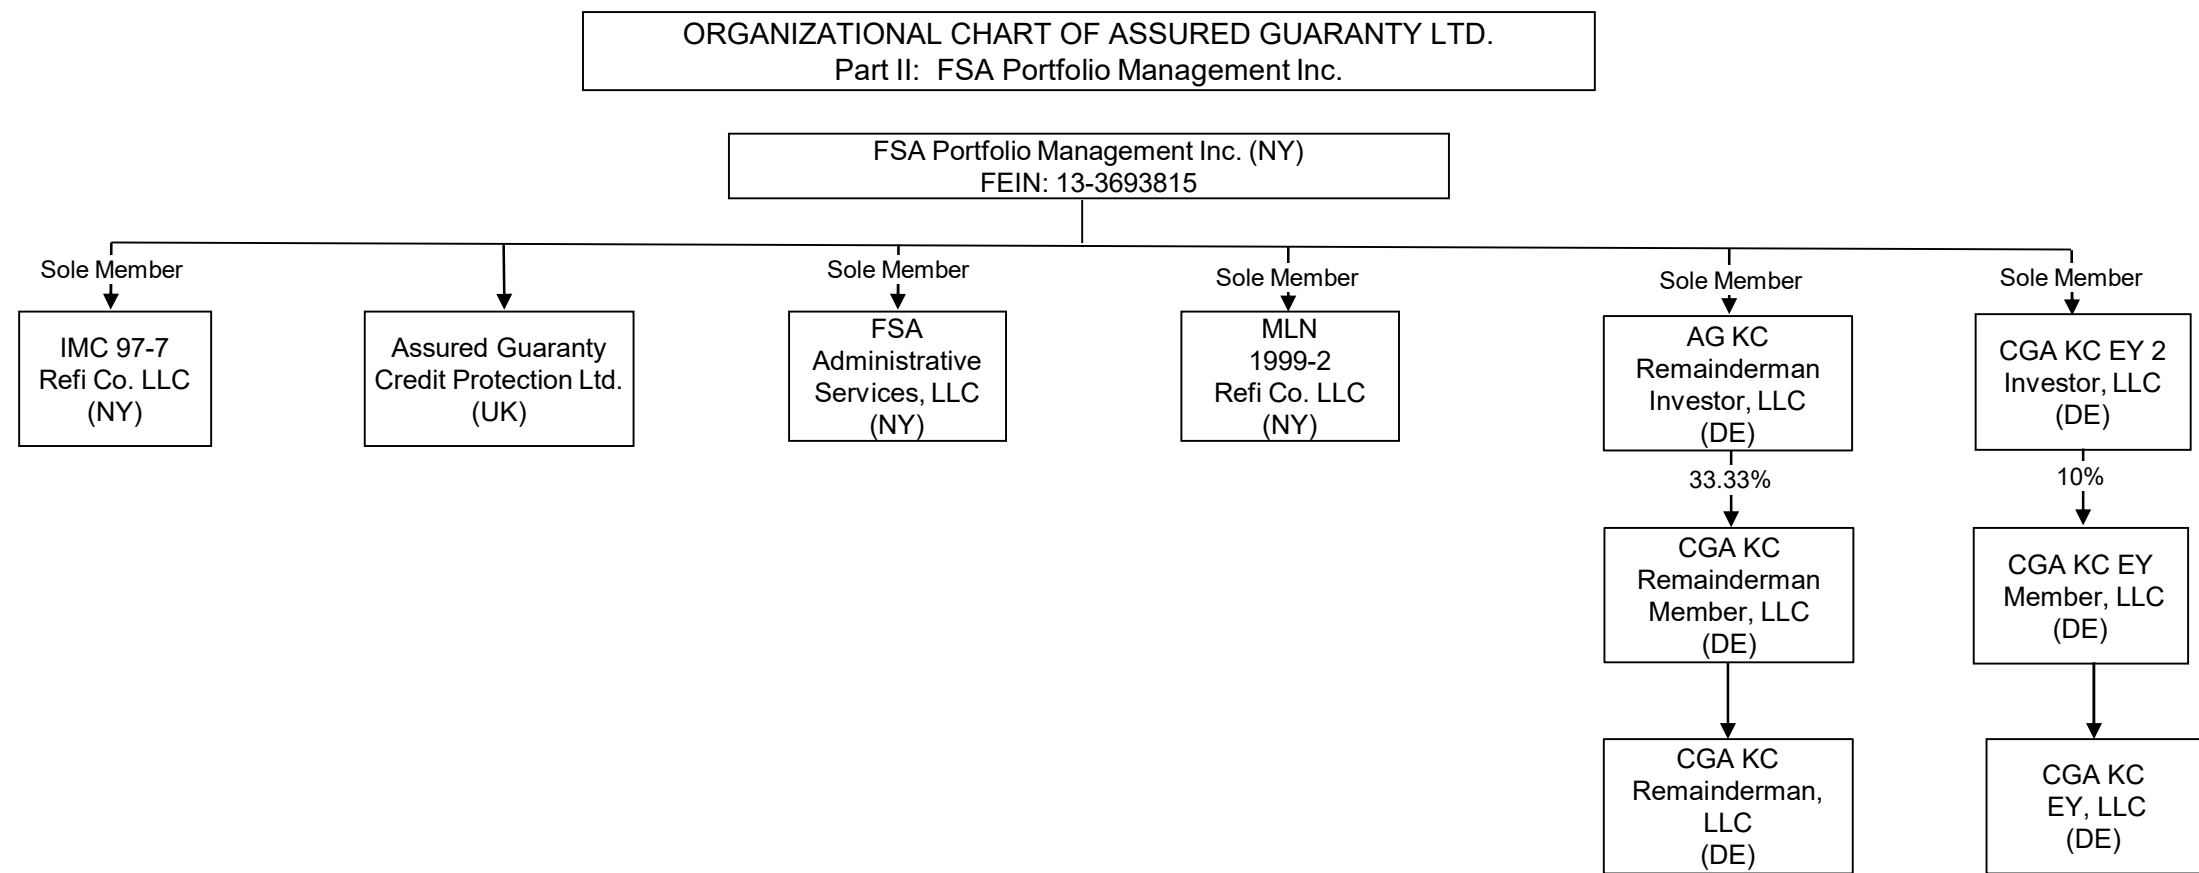 ORGANIZATIONAL CHART OF ASSURED GUARANTY LTD.
Part II: FSA Portfolio Management Inc.
FSA Portfolio Management Inc. (NY)
FEIN: 13-3693815
Sole Member
Sole Member
Sole Member
Sole Member
Sole Member
IMC 97-7
Refi Co. LLC
(NY)
Assured Guaranty
Credit Protection Ltd.
(UK)
FSA
Administrative
Services, LLC
(NY)
MLN
1999-2
Refi Co. LLC
(NY)
AG KC
Remainderman
Investor, LLC
(DE)
CGA KC EY 2
Investor, LLC
(DE)
33.33%
10%
CGA KC
Remainderman
Member, LLC
(DE)
CGA KC EY
Member, LLC
(DE)
CGA KC
Remainderman,
LLC
(DE)
CGA KC
EY, LLC
(DE)